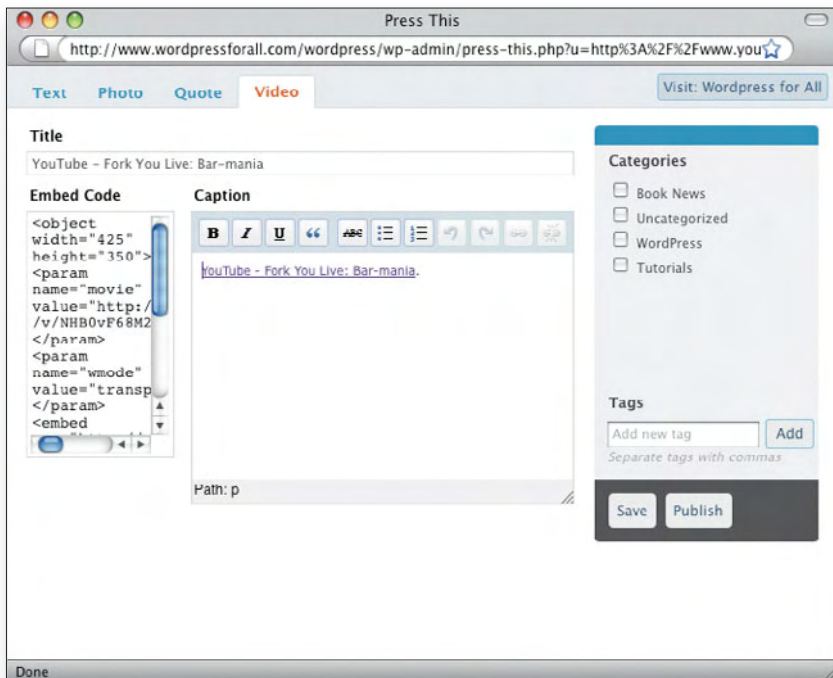 Press This
http://www.wordpressforall.com/wordpress/wp-admin/press-this.php?u=http%3A%2F%2Fwww.you
Text Photo Quote Video
Visit: Wordpress for All
Title
YouTube - Fork You Live: Bar-mania
Embed Code
<object
width="425"
height="350">
<param
name="movie"
value="http:/
/v/NHB0vF68M2
</param>
<param
name="wmode"
value="transp
</param>
<embed
Caption
B I U ABC
YouTube - Fork You Live: Bar-mania.
Path: p
Categories
Book News
Uncategorized
WordPress
Tutorials
Tags
Add new tag Add
Separate tags with commas
Save Publish
Done